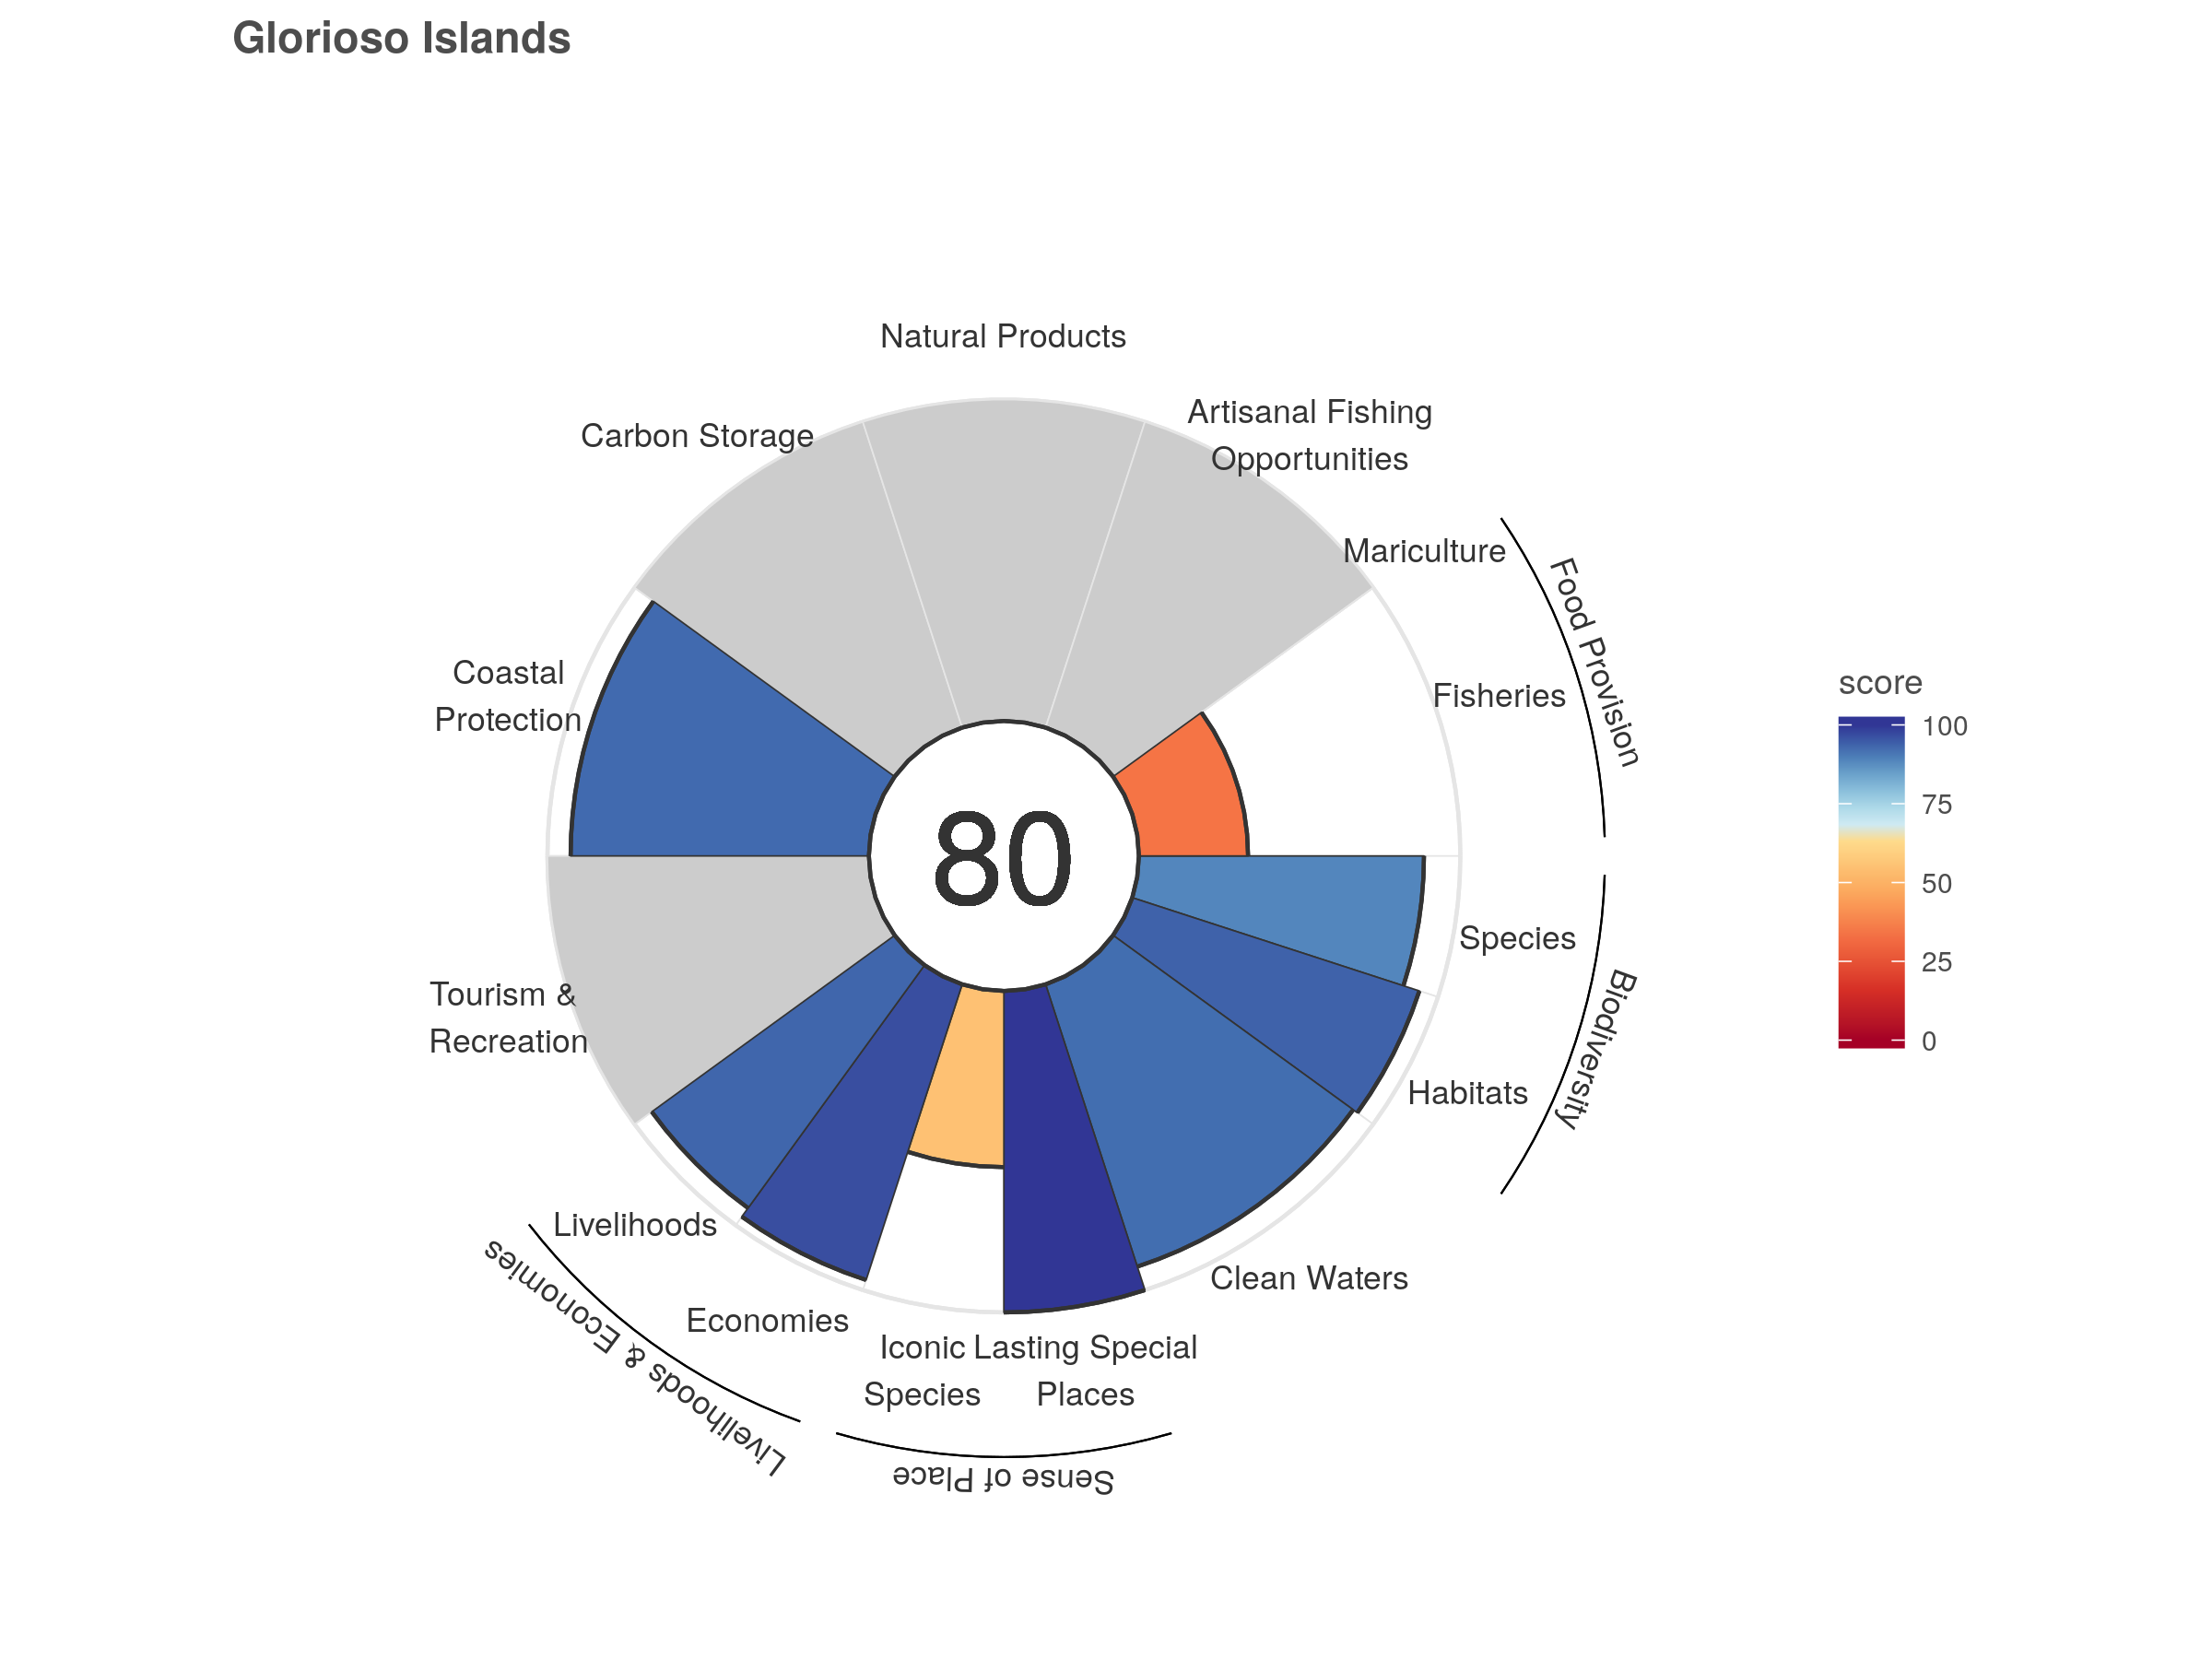 Glorioso Islands
Natural Products
Artisanal Fishing
Opportunities
Carbon Storage
Mariculture
Food Provision
Fisheries
Coastal
Protection
score
100
75
50
25
0
80
Species
Biodiversity
Tourism &
Recreation
Habitats
Livelihoods
Clean Waters
Economies
Livelihoods & Economies
Iconic
Species
Lasting Special
Places
Sense of Place